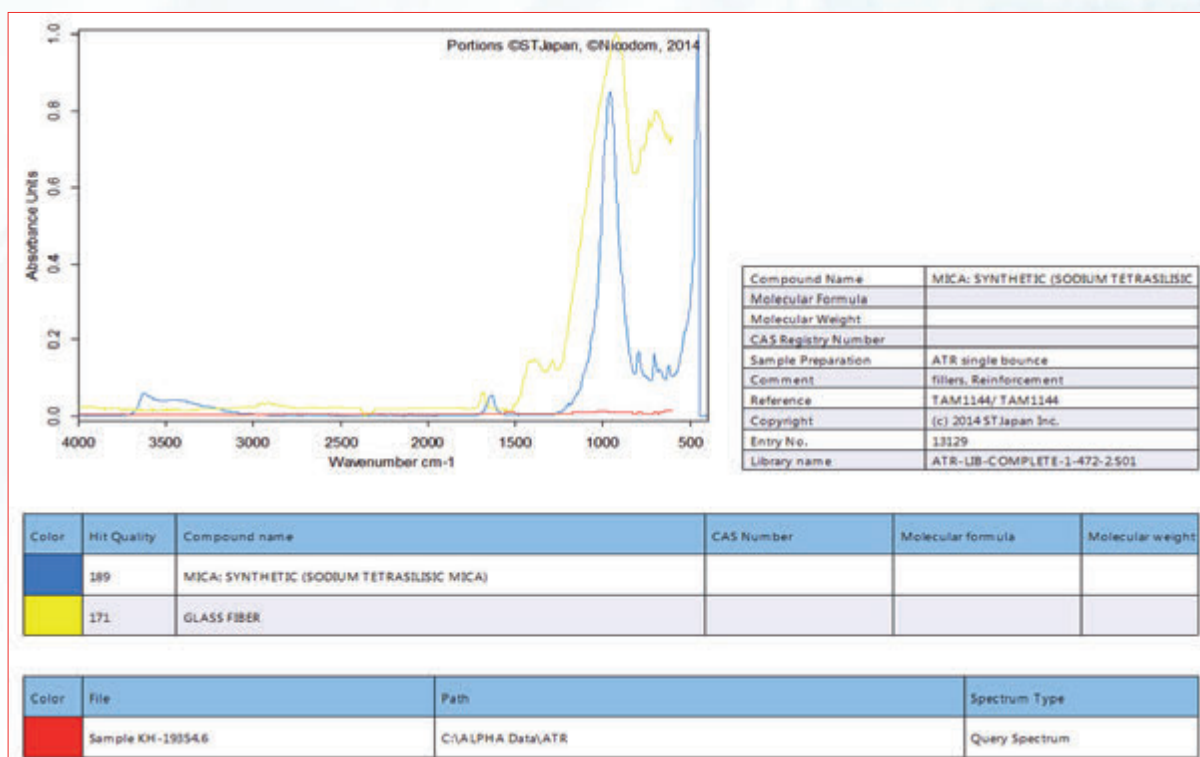 Portions ©STJapan, ©Nicodom, 2014
1.0
0.8
0.6
0.4
0.2
0.0
Absorbance Units
4000 3500 3000 2500 2000 1500 1000 500
Wavenumber cm-1
Compound Name MICA: SYNTHETIC (SODIUM TETRASILISIC
Molecular Formula
Molecular Weight
CAS Registry Number
Sample Preparation ATR single bounce
Comment fillers. Reinforcement
Reference TAM1144/ TAM1144
Copyright (c) 2014 STJapan Inc.
Entry No. 13129
Library name ATR-LIB-COMPLETE-1-472-2.S01
Color Hit Quality Compound name CAS Number Molecular formula Molecular weight
189 MICA: SYNTHETIC (SODIUM TETRASILISIC MICA)
171 GLASS FIBER
Color File Path Spectrum Type
Sample KH-19354.6 C:\ALPHA Data\ATR Query Spectrum